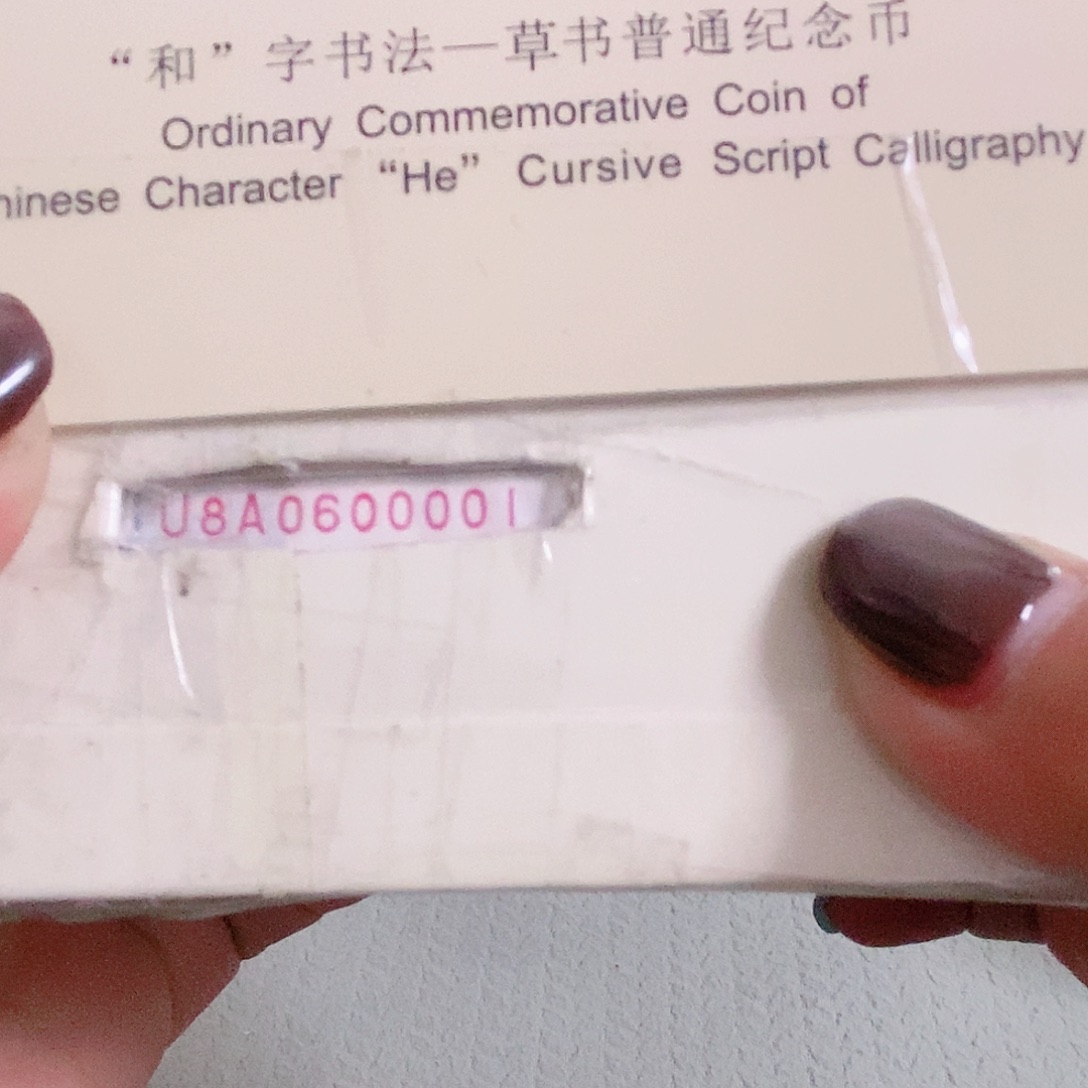 “和”字书法—草书普通纪念币
Ordinary Commemorative Coin of
hinese Character “He” Cursive Script Calligraphy
U8A0600001